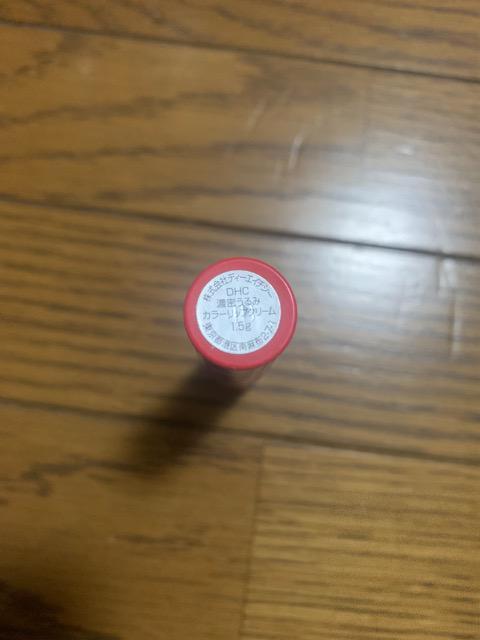 株式会社ディーエイチシー
DHC
濃密うるみ
カラーリップクリーム
1.5g
東京都港区南麻布2-7-1